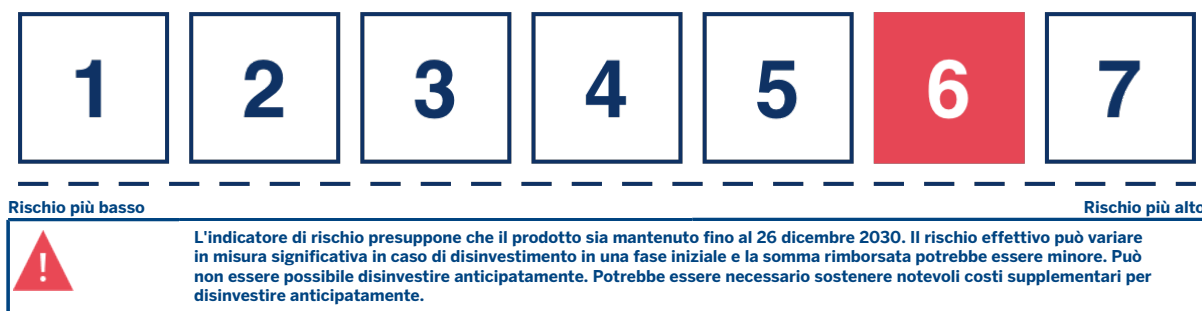 1 2 3 4 5 6 7
Rischio più basso Rischio più alto
L'indicatore di rischio presuppone che il prodotto sia mantenuto fino al 26 dicembre 2030. Il rischio effettivo può variare
in misura significativa in caso di disinvestimento in una fase iniziale e la somma rimborsata potrebbe essere minore. Può
non essere possibile disinvestire anticipatamente. Potrebbe essere necessario sostenere notevoli costi supplementari per
disinvestire anticipatamente.
!